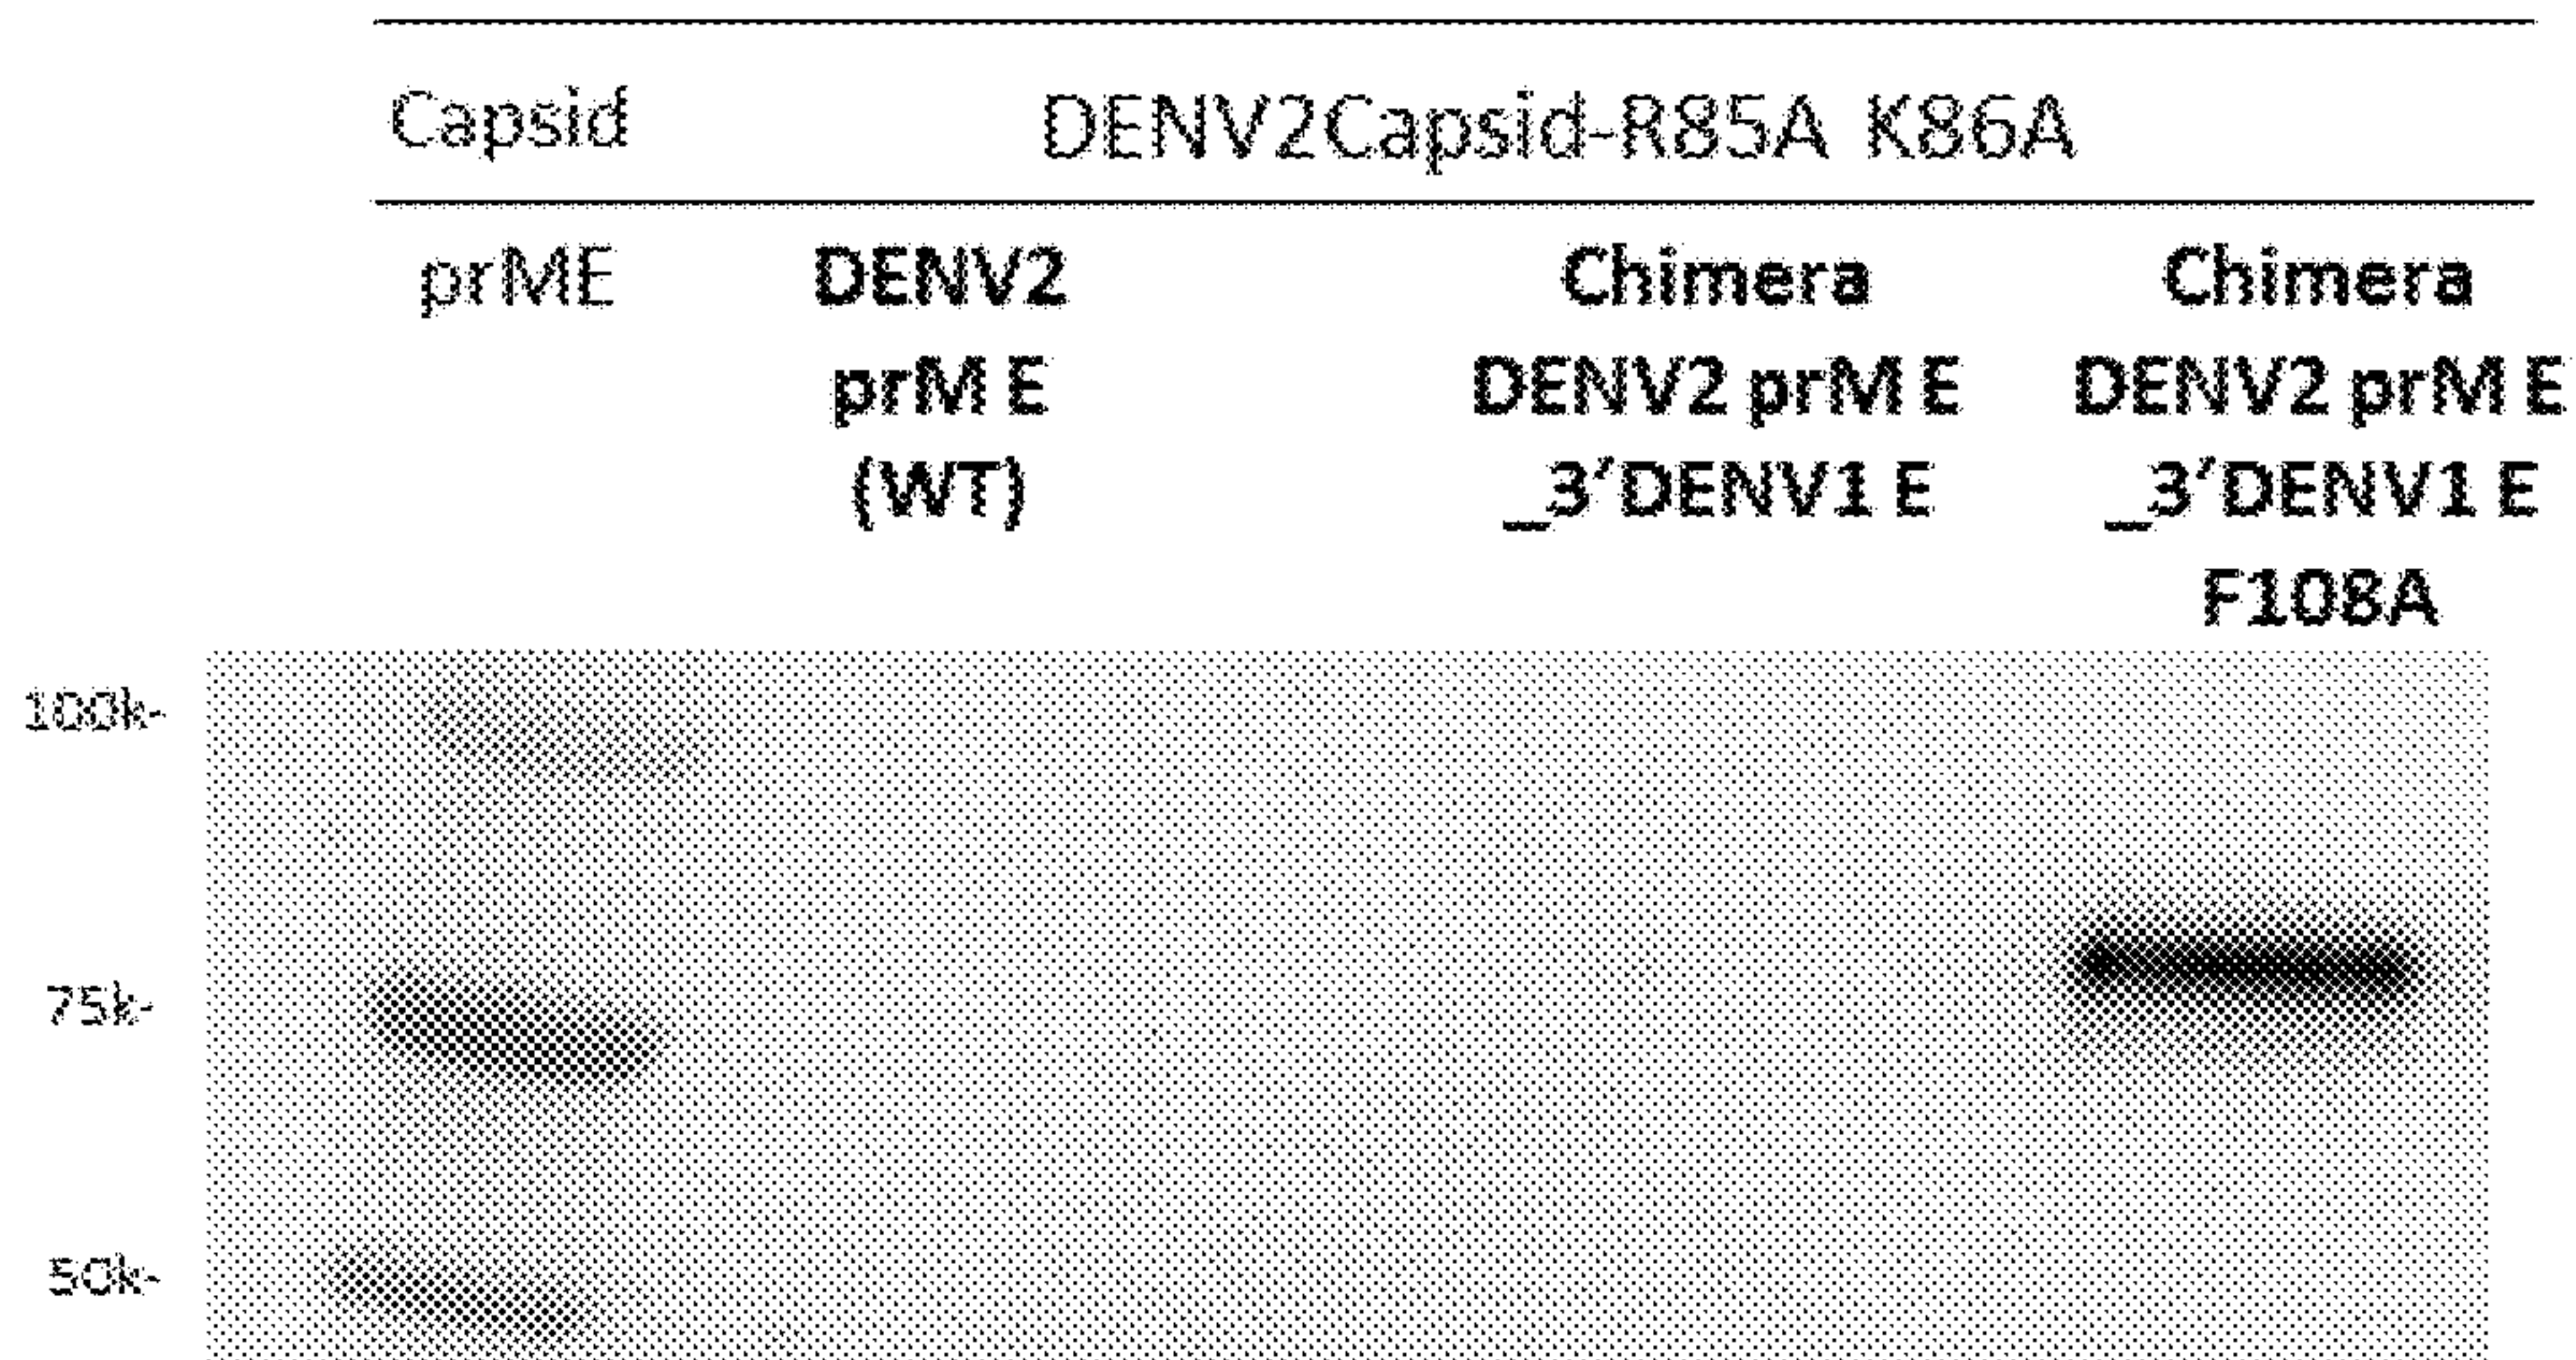 Capsid DENV2Capsid-R85A K86A
prME DENV2 Chimera Chimera
prM E DENV2 prM E DENV2 prM E
(WT) _3'DENV1 E _3'DENV1 E
F108A
100k-
75k-
50k-